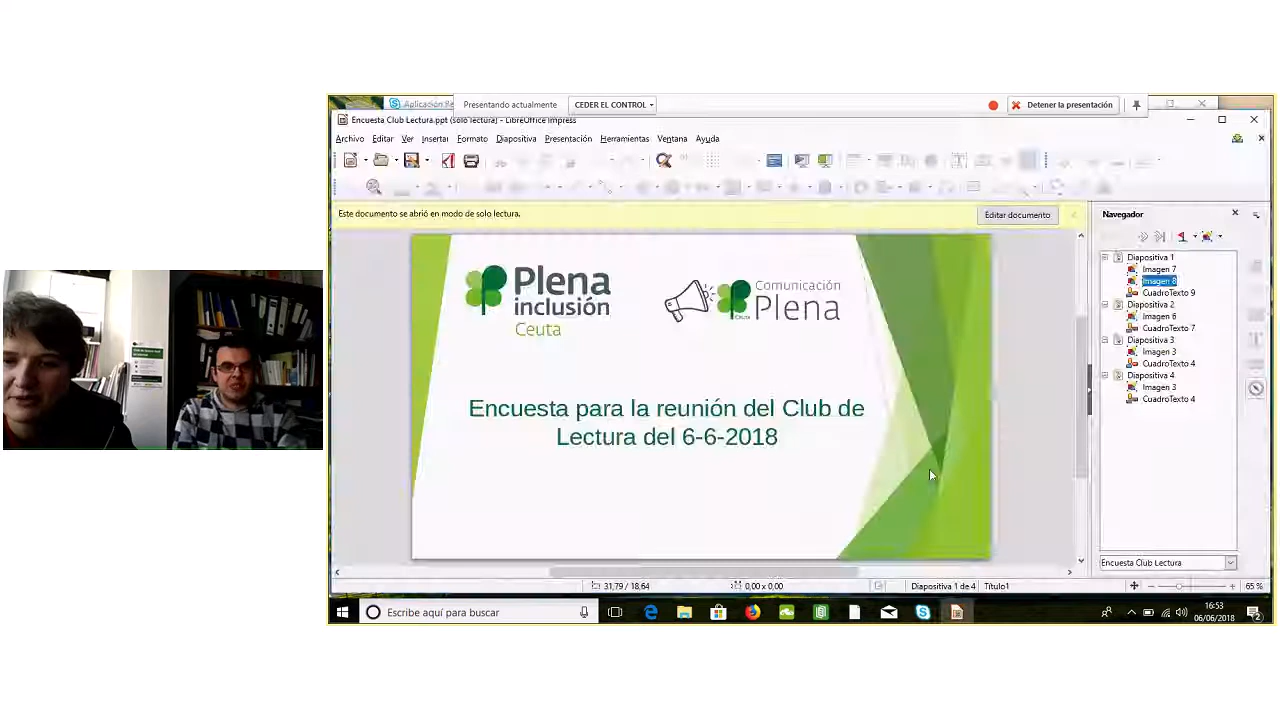 Presentando actualmente
CEDER EL CONTROL
Detener la presentación
Encuesta Club Lectura.ppt (solo lectura) - LibreOffice Impress
Archivo Editar Ver Insertar Formato Diapositiva Presentación Herramientas Ventana Ayuda
Este documento se abrió en modo de solo lectura.
Editar documento
Plena
inclusión
Ceuta
Comunicación
Plena
Encuesta para la reunión del Club de
Lectura del 6-6-2018
Navegador
Diapositiva 1
Imagen 7
Imagen 8
CuadroTexto 9
Diapositiva 2
Imagen 6
CuadroTexto 7
Diapositiva 3
Imagen 3
CuadroTexto 4
Diapositiva 4
Imagen 3
CuadroTexto 4
Encuesta Club Lectura
31,79 / 18,64
0,00 x 0,00
Diapositiva 1 de 4
Título1
65 %
Escribe aquí para buscar
16:53
06/06/2018